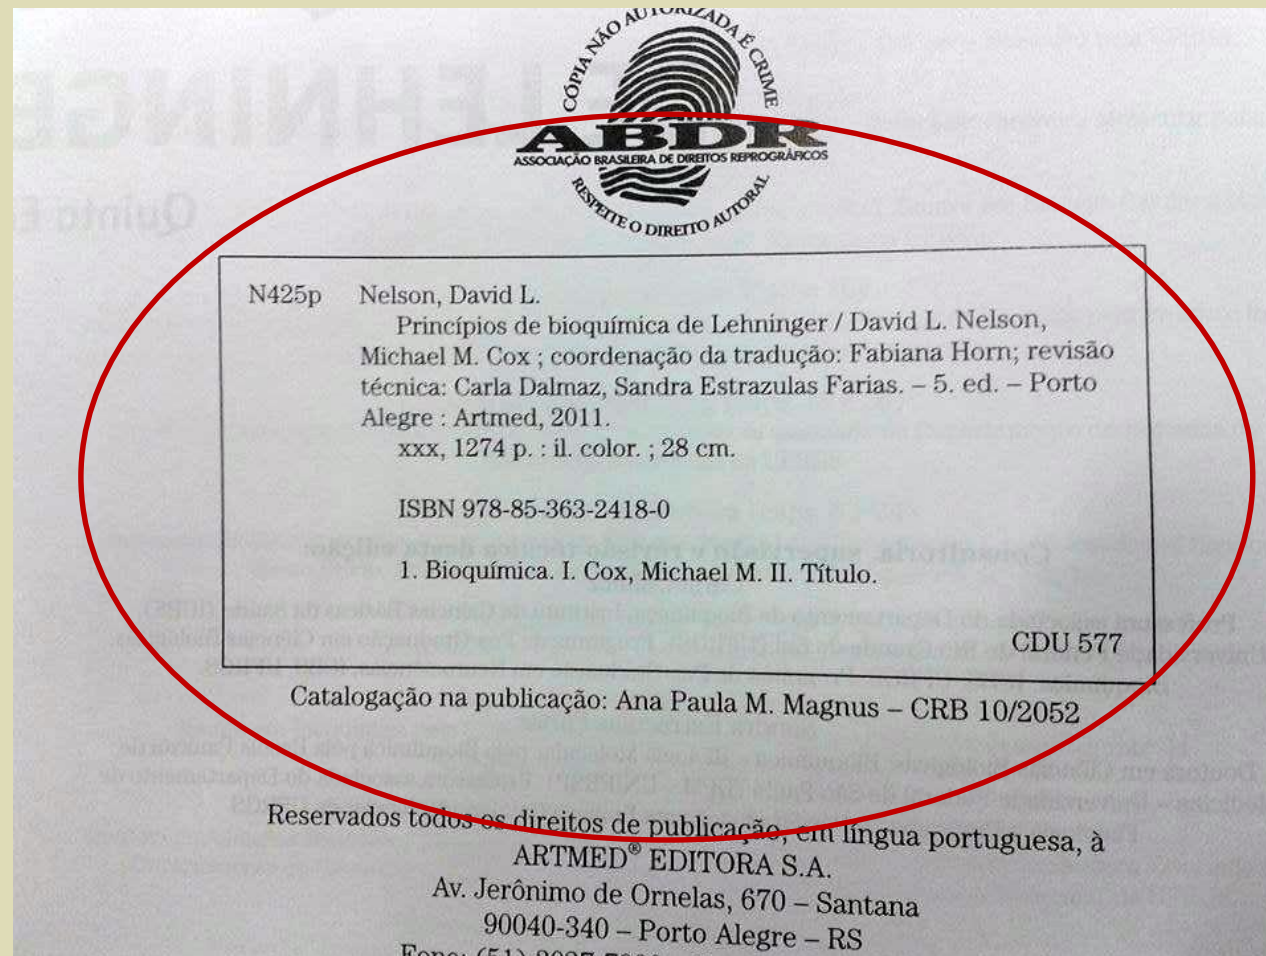 CÓPIA NÃO AUTORIZADA É CRIME
ABDR
ASSOCIAÇÃO BRASILEIRA DE DIREITOS REPROGRÁFICOS
RESPEITE O DIREITO AUTORAL
N425p Nelson, David L.
Princípios de bioquímica de Lehninger / David L. Nelson,
Michael M. Cox ; coordenação da tradução: Fabiana Horn; revisão
técnica: Carla Dalmaz, Sandra Estrazulas Farias. – 5. ed. – Porto
Alegre : Artmed, 2011.
xxx, 1274 p. : il. color. ; 28 cm.
ISBN 978-85-363-2418-0
1. Bioquímica. I. Cox, Michael M. II. Título.
CDU 577
Catalogação na publicação: Ana Paula M. Magnus – CRB 10/2052
Reservados todos os direitos de publicação, em língua portuguesa, à
ARTMED® EDITORA S.A.
Av. Jerônimo de Ornelas, 670 – Santana
90040-340 – Porto Alegre – RS
Fone: (51)